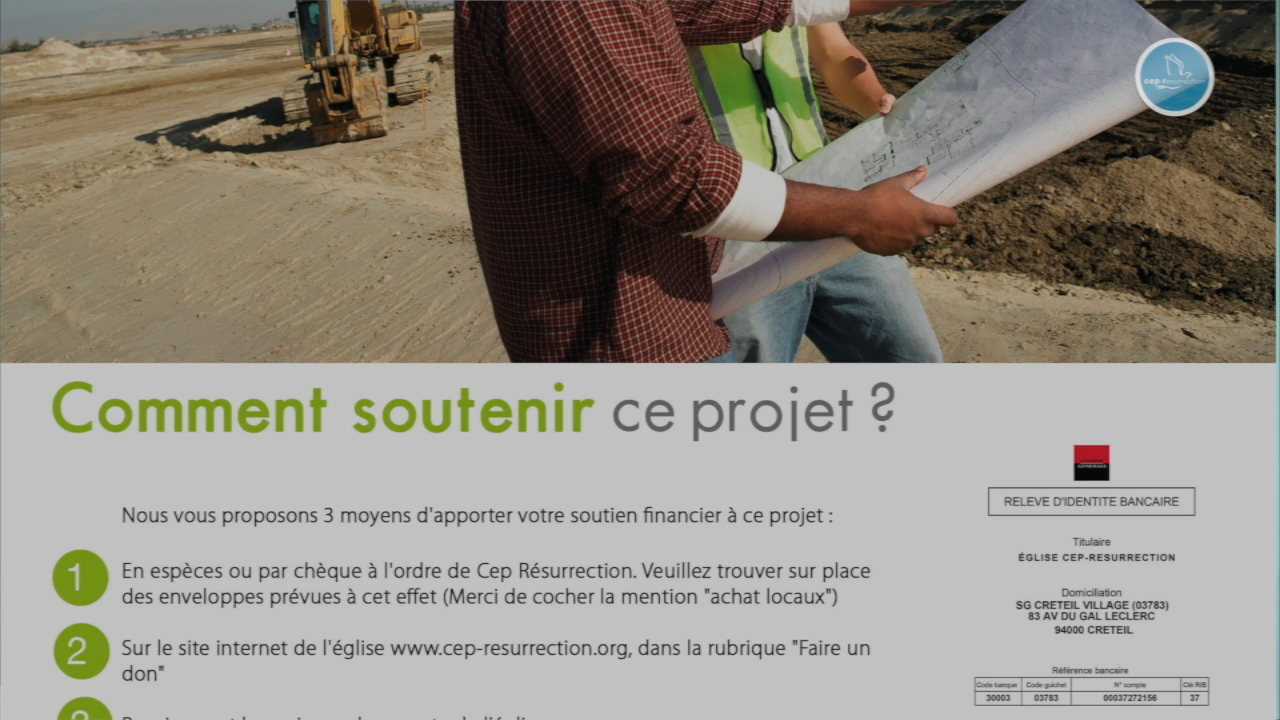 cep-résurrection
Comment soutenir ce projet ?
Nous vous proposons 3 moyens d'apporter votre soutien financier à ce projet :
1
En espèces ou par chèque à l'ordre de Cep Résurrection. Veuillez trouver sur place
des enveloppes prévues à cet effet (Merci de cocher la mention "achat locaux")
2
Sur le site internet de l'église www.cep-resurrection.org, dans la rubrique "Faire un
don"
RELEVE D'IDENTITE BANCAIRE
Titulaire
ÉGLISE CEP-RESURRECTION
Domiciliation
SG CRETEIL VILLAGE (03783)
83 AV DU GAL LECLERC
94000 CRETEIL
Référence bancaire
Code banque Code guichet N° compte Clé RIB
30003 03783 00037272156 37